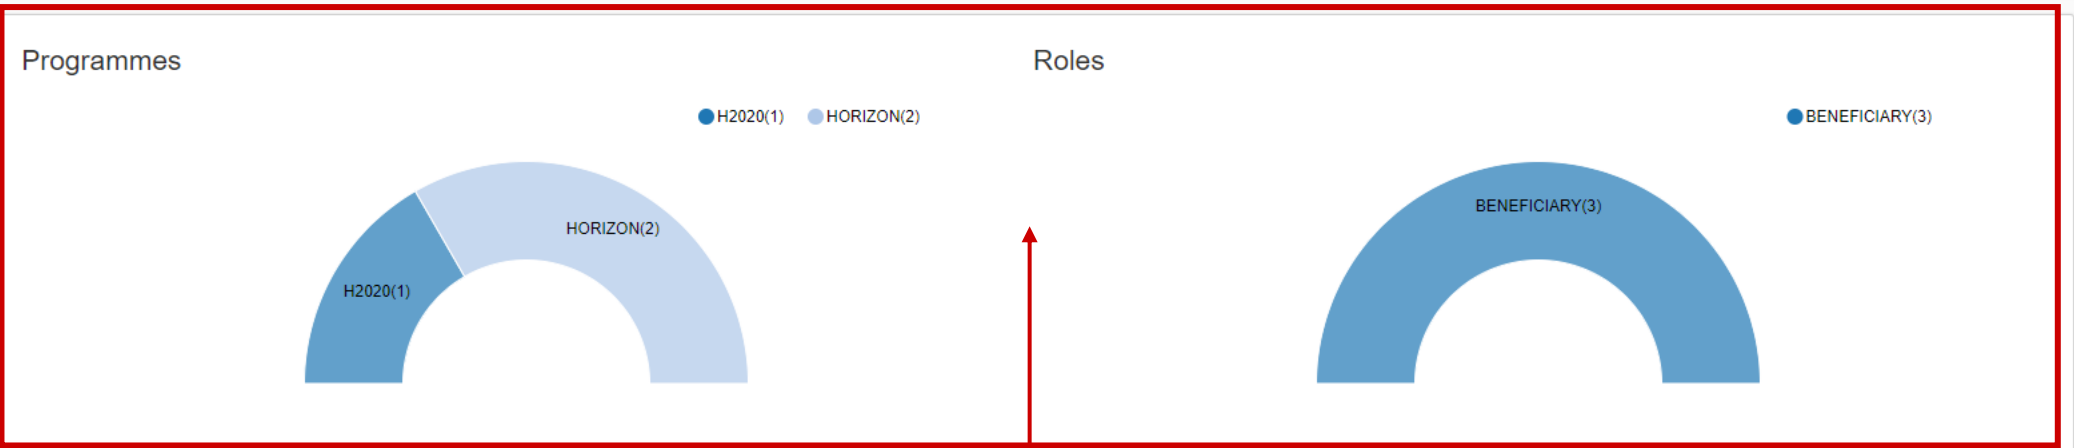 Programmes
H2020(1) HORIZON(2)
HORIZON(2)
H2020(1)
Roles
BENEFICIARY(3)
BENEFICIARY(3)